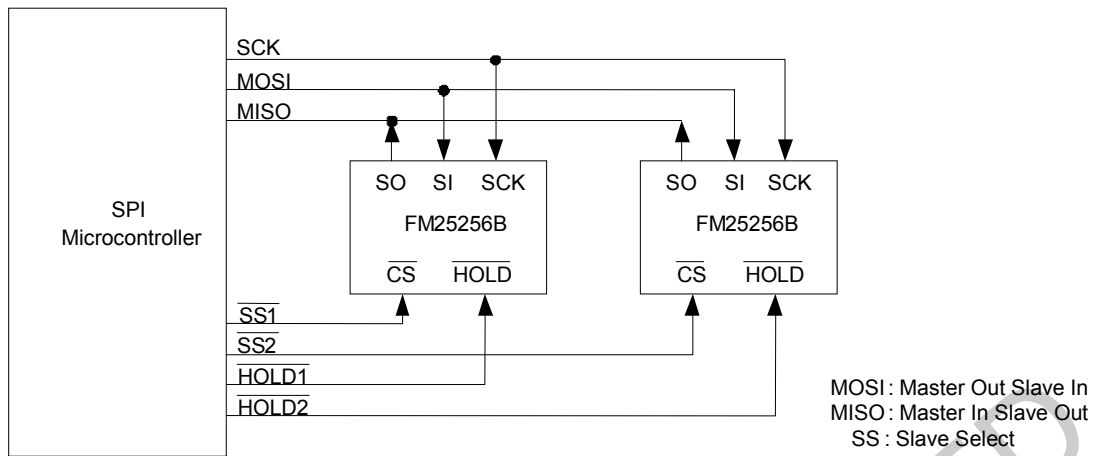 SCK
MOSI
MISO
SO SI SCK
FM25256B
CS HOLD
SO SI SCK
FM25256B
CS HOLD
SPI
Microcontroller
SS1
SS2
HOLD1
HOLD2
MOSI : Master Out Slave In
MISO : Master In Slave Out
SS : Slave Select